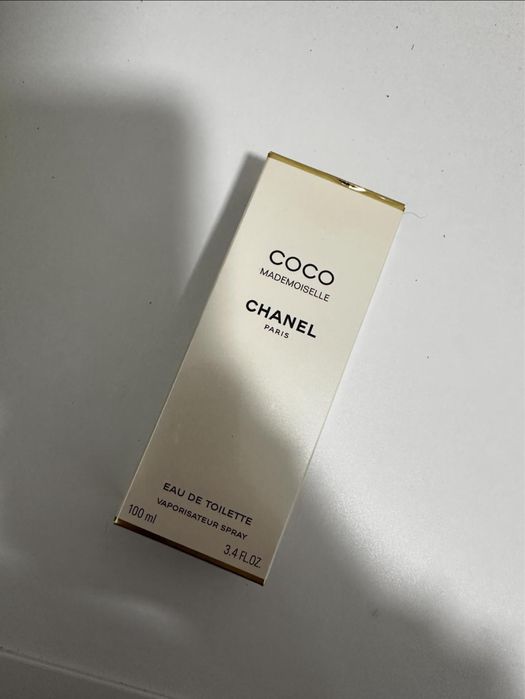 COCO
MADEMOISELLE
CHANEL
PARIS
EAU DE TOILETTE
VAPORISATEUR SPRAY
100 ml
3.4 FL.OZ.